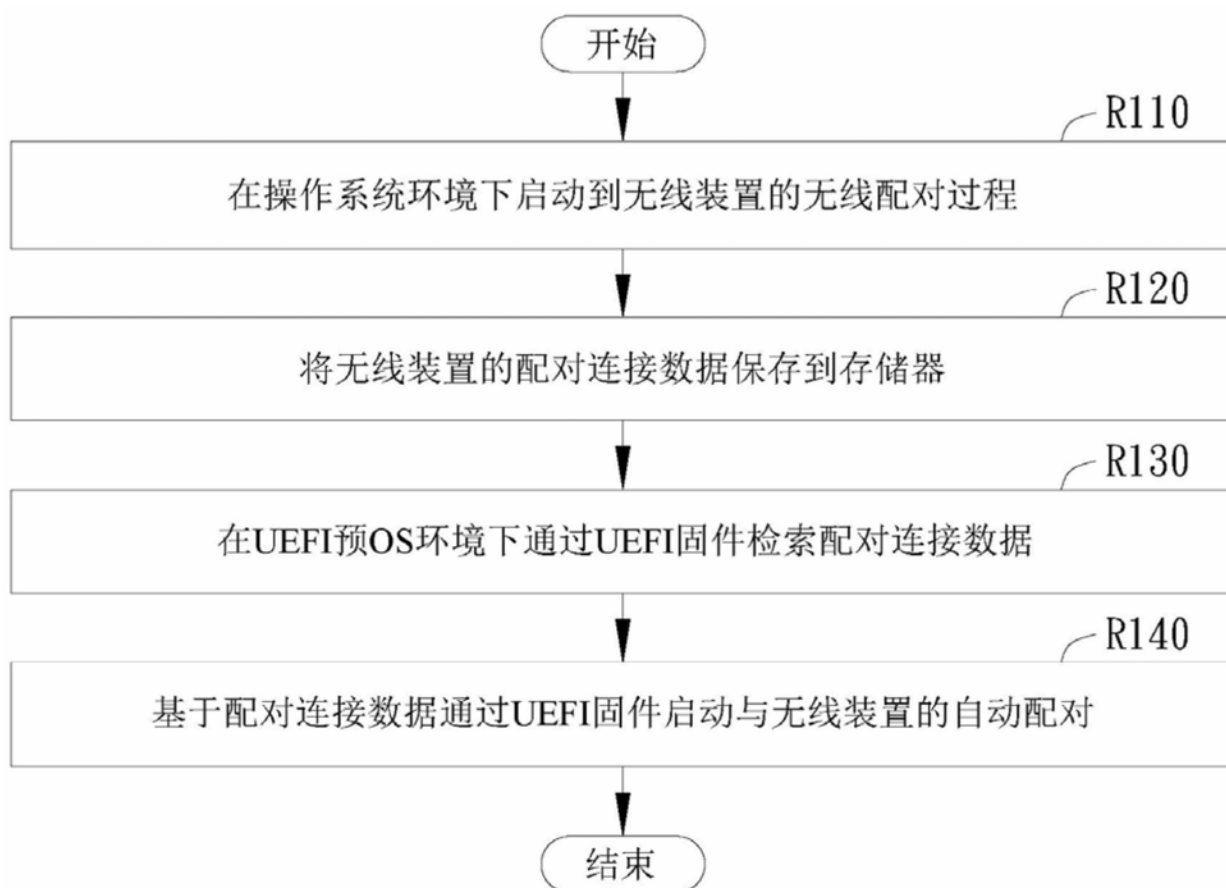 开始
R110
在操作系统环境下启动到无线装置的无线配对过程
R120
将无线装置的配对连接数据保存到存储器
R130
在UEFI预OS环境下通过UEFI固件检索配对连接数据
R140
基于配对连接数据通过UEFI固件启动与无线装置的自动配对
结束